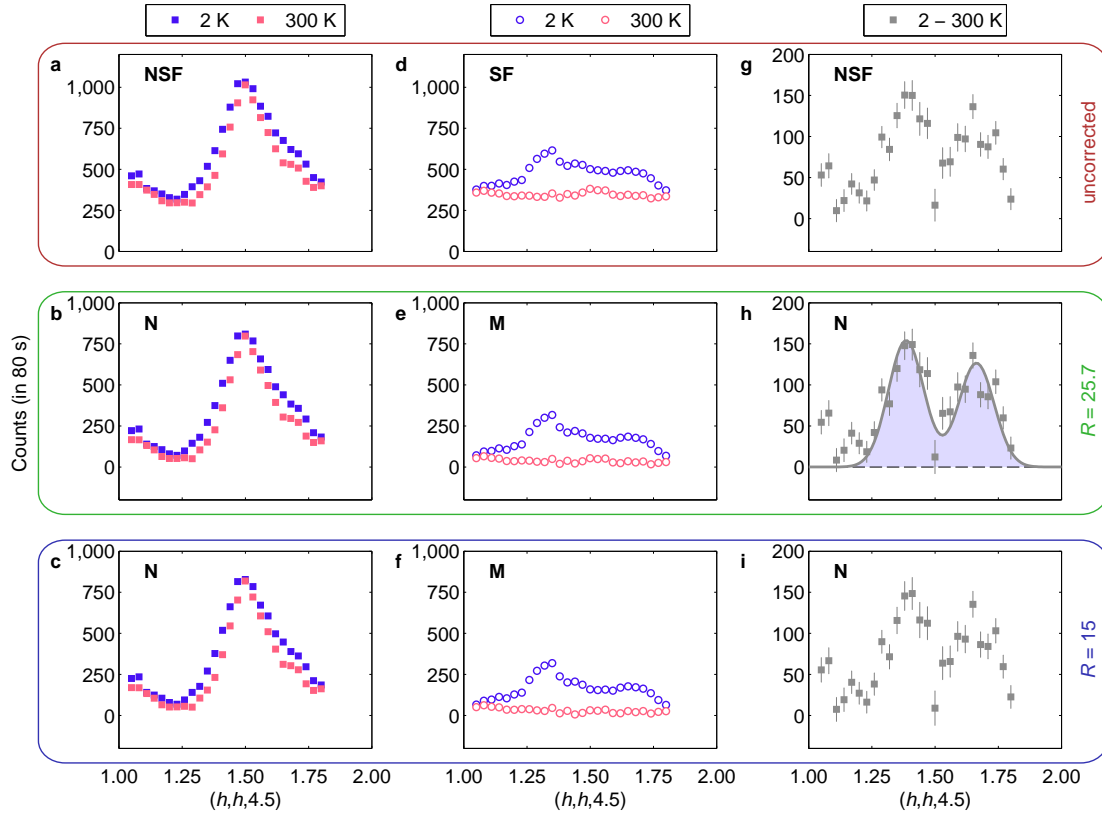 2 K 300 K
2 K 300 K
2 – 300 K
a NSF
1,000
750
500
250
0
d SF
1,000
750
500
250
0
g NSF
200
150
100
50
0
uncorrected
b N
1,000
750
500
250
0
e M
1,000
750
500
250
0
h N
200
150
100
50
0
R = 25.7
Counts (in 80 s)
c N
1,000
750
500
250
0
1.00 1.25 1.50 1.75 2.00
(h,h,4.5)
f M
1,000
750
500
250
0
1.00 1.25 1.50 1.75 2.00
(h,h,4.5)
i N
200
150
100
50
0
1.00 1.25 1.50 1.75 2.00
(h,h,4.5)
R = 15